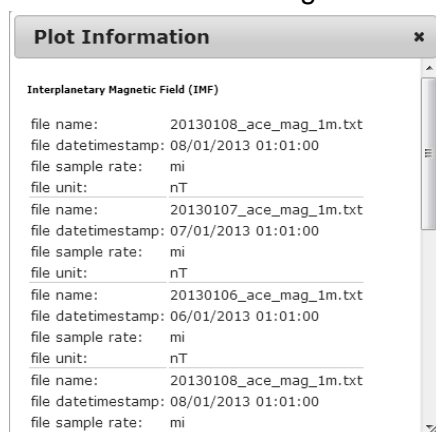 Plot Information
Interplanetary Magnetic Field (IMF)
file name: 20130108_ace_mag_1m.txt
file datetimestamp: 08/01/2013 01:01:00
file sample rate: mi
file unit: nT
file name: 20130107_ace_mag_1m.txt
file datetimestamp: 07/01/2013 01:01:00
file sample rate: mi
file unit: nT
file name: 20130106_ace_mag_1m.txt
file datetimestamp: 06/01/2013 01:01:00
file sample rate: mi
file unit: nT
file name: 20130108_ace_mag_1m.txt
file datetimestamp: 08/01/2013 01:01:00
file sample rate: mi